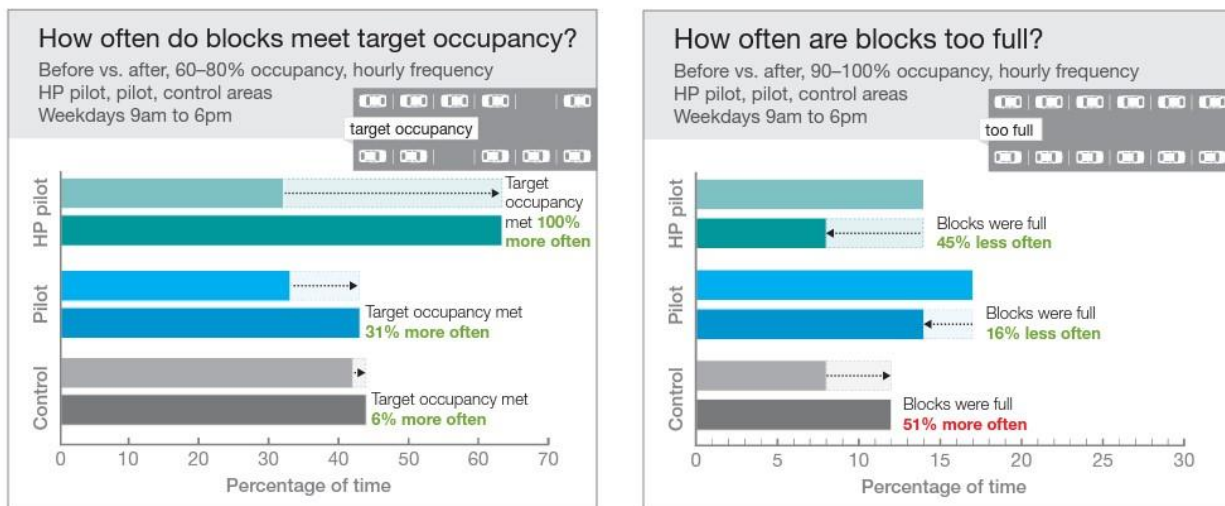 How often do blocks meet target occupancy?
Before vs. after, 60–80% occupancy, hourly frequency
HP pilot, pilot, control areas
Weekdays 9am to 6pm
target occupancy
HP pilot
Target
occupancy
met 100%
more often
Pilot
Target occupancy met
31% more often
Control
Target occupancy met
6% more often
0 10 20 30 40 50 60 70
Percentage of time
How often are blocks too full?
Before vs. after, 90–100% occupancy, hourly frequency
HP pilot, pilot, control areas
Weekdays 9am to 6pm
too full
HP pilot
Blocks were full
45% less often
Pilot
Blocks were full
16% less often
Control
Blocks were full
51% more often
0 5 10 15 20 25 30
Percentage of time